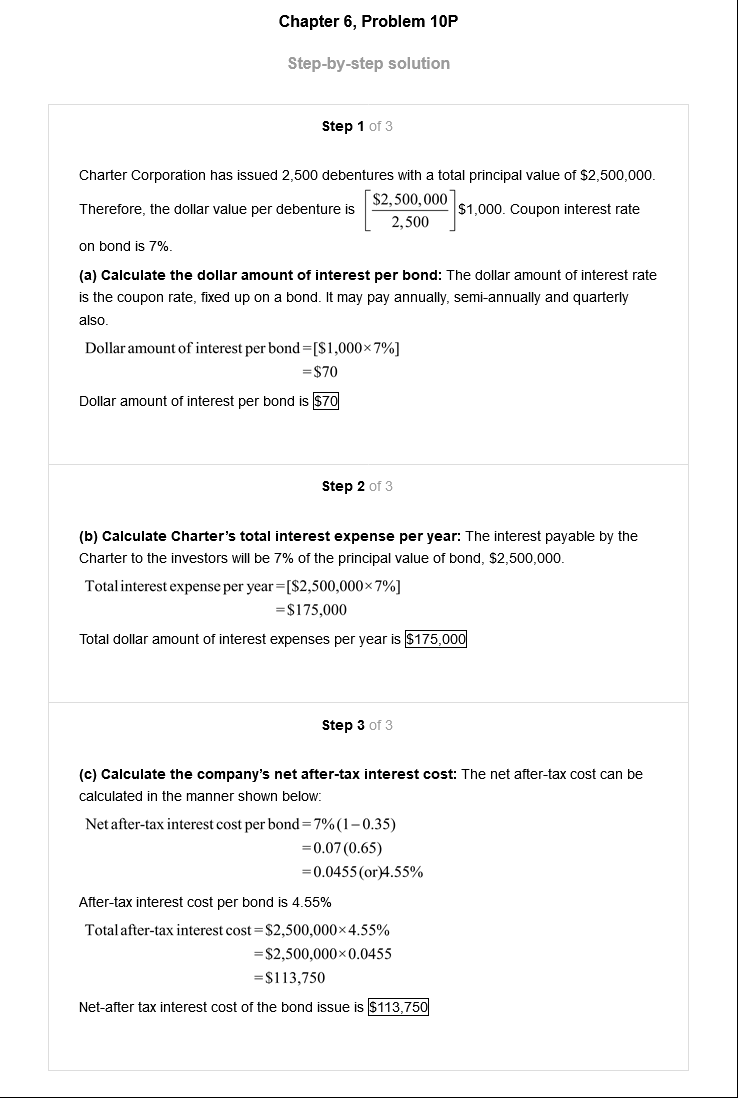 Chapter 6, Problem 10P
Step-by-step solution
Step 1 of 3
Charter Corporation has issued 2,500 debentures with a total principal value of $2,500,000.
Therefore, the dollar value per debenture is [$2,500,000/2,500] $1,000. Coupon interest rate
on bond is 7%.
(a) Calculate the dollar amount of interest per bond: The dollar amount of interest rate
is the coupon rate, fixed up on a bond. It may pay annually, semi-annually and quarterly
also.
Dollar amount of interest per bond =[$1,000×7%]
=$70
Dollar amount of interest per bond is $70
Step 2 of 3
(b) Calculate Charter's total interest expense per year: The interest payable by the
Charter to the investors will be 7% of the principal value of bond, $2,500,000.
Total interest expense per year =[$2,500,000×7%]
=$175,000
Total dollar amount of interest expenses per year is $175,000
Step 3 of 3
(c) Calculate the company's net after-tax interest cost: The net after-tax cost can be
calculated in the manner shown below:
Net after-tax interest cost per bond = 7%(1−0.35)
=0.07(0.65)
=0.0455(or)4.55%
After-tax interest cost per bond is 4.55%
Total after-tax interest cost =$2,500,000×4.55%
=$2,500,000×0.0455
=$113,750
Net-after tax interest cost of the bond issue is $113,750